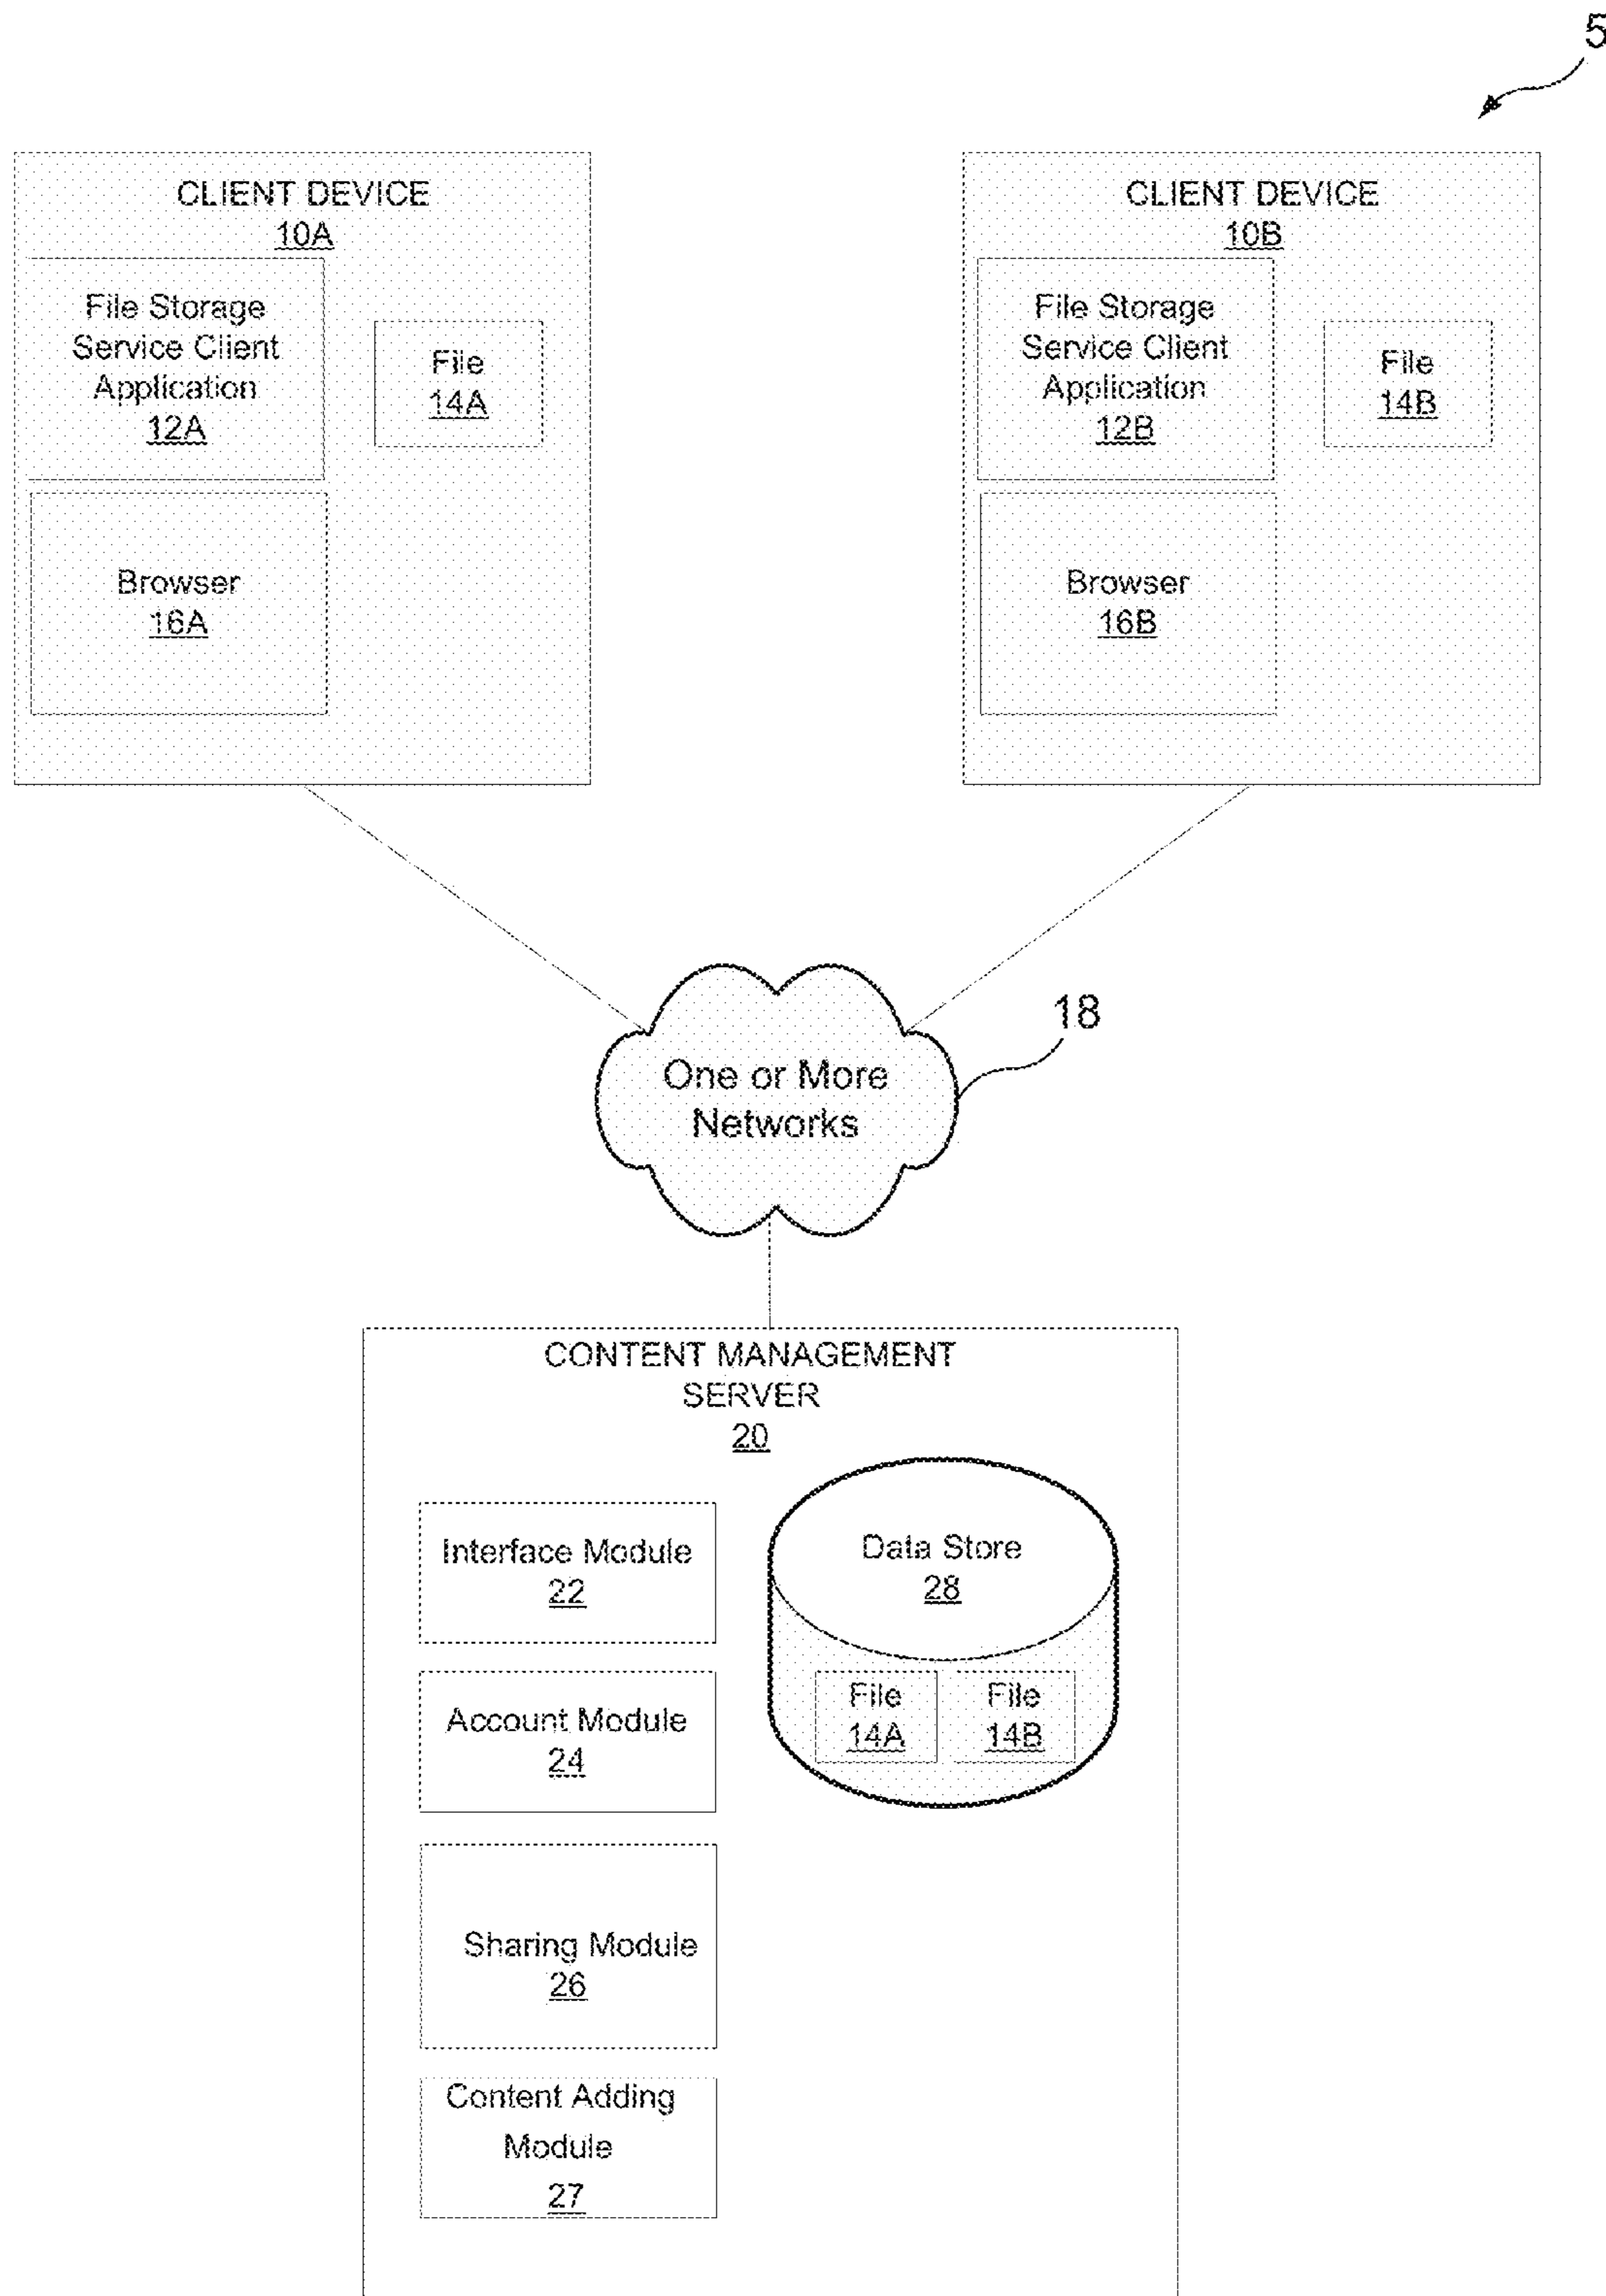 5
CLIENT DEVICE
10A
File Storage
Service Client
Application
12A
File
14A
Browser
16A
CLIENT DEVICE
10B
File Storage
Service Client
Application
12B
File
14B
Browser
16B
One or More
Networks
18
CONTENT MANAGEMENT
SERVER
20
Interface Module
22
Account Module
24
Sharing Module
26
Content Adding
Module
27
Data Store
28
File
14A
File
14B